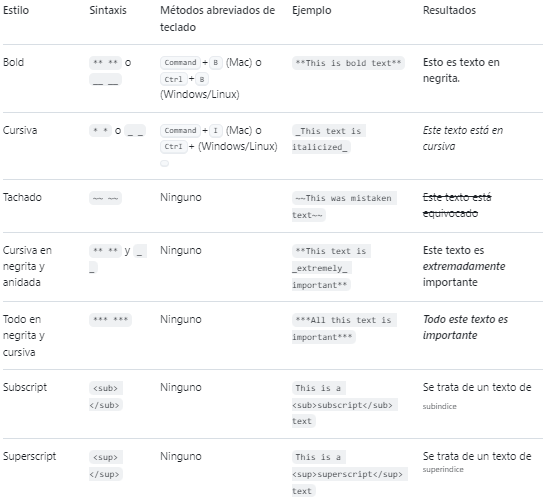 Estilo Sintaxis Métodos abreviados de Ejemplo Resultados
teclado
Bold ** ** o Command + B (Mac) o **This is bold text** Esto es texto en
__ __ Ctrl + B negrita.
(Windows/Linux)
Cursiva * * o _ _ Command + I (Mac) o _This text is Este texto está en
Ctrl + (Windows/Linux) italicized_ cursiva
Tachado ~~ ~~ Ninguno ~~This was mistaken Este texto está
text~~ equivocado
Cursiva en ** ** y _ Ninguno **This text is Este texto es
negrita y _ _extremely_ extremadamente
anidada important** importante
Todo en *** *** Ninguno ***All this text is Todo este texto es
negrita y important*** importante
cursiva
Subscript <sub> Ninguno This is a Se trata de un texto de
</sub> <sub>subscript</sub> subíndice
text
Superscript <sup> Ninguno This is a Se trata de un texto de
</sup> <sup>superscript</sup> superíndice
text